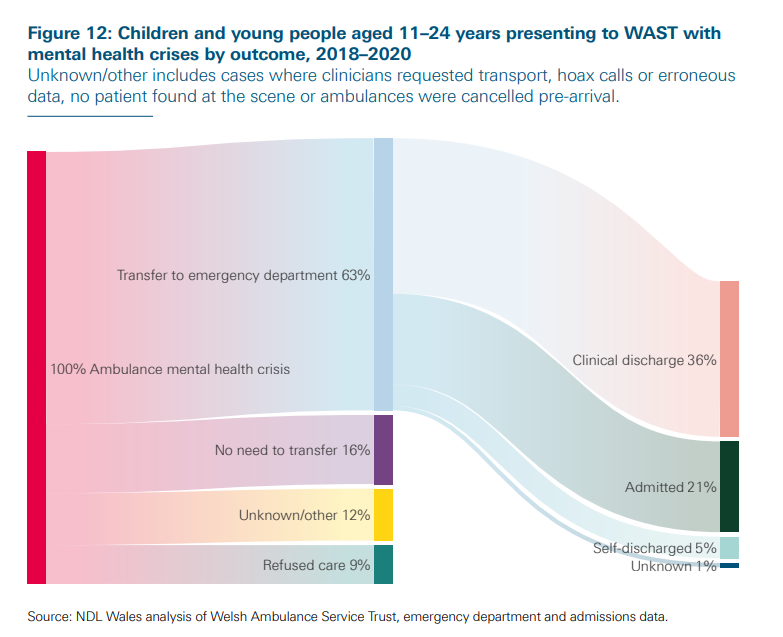 Figure 12: Children and young people aged 11–24 years presenting to WAST with
mental health crises by outcome, 2018–2020
Unknown/other includes cases where clinicians requested transport, hoax calls or erroneous
data, no patient found at the scene or ambulances were cancelled pre-arrival.
Transfer to emergency department 63%
Clinical discharge 36%
100% Ambulance mental health crisis
No need to transfer 16%
Admitted 21%
Unknown/other 12%
Self-discharged 5%
Refused care 9%
Unknown 1%
Source: NDL Wales analysis of Welsh Ambulance Service Trust, emergency department and admissions data.